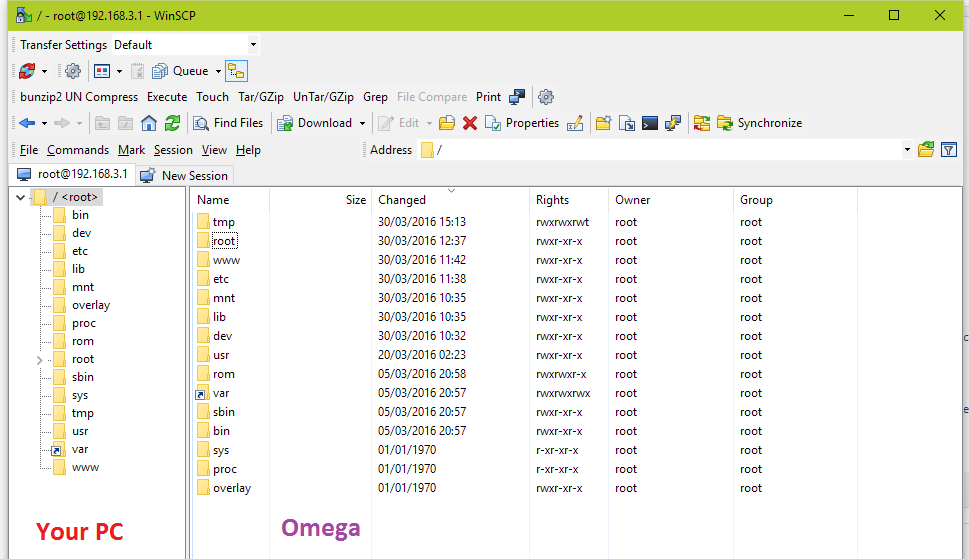 / - root@192.168.3.1 - WinSCP
Transfer Settings Default
Queue
bunzip2 UN Compress Execute Touch Tar/GZip UnTar/GZip Grep File Compare Print
Find Files Download Edit Properties Synchronize
File Commands Mark Session View Help Address /
root@192.168.3.1 New Session
/ <root>
bin
dev
etc
lib
mnt
overlay
proc
rom
root
sbin
sys
tmp
usr
var
www
Your PC
Name Size Changed Rights Owner Group
tmp 30/03/2016 15:13 rwxrwxrwt root root
root 30/03/2016 12:37 rwxr-xr-x root root
www 30/03/2016 11:42 rwxr-xr-x root root
etc 30/03/2016 11:38 rwxr-xr-x root root
mnt 30/03/2016 10:35 rwxr-xr-x root root
lib 30/03/2016 10:35 rwxr-xr-x root root
dev 30/03/2016 10:32 rwxr-xr-x root root
usr 20/03/2016 02:23 rwxr-xr-x root root
rom 05/03/2016 20:58 rwxrwxr-x root root
var 05/03/2016 20:57 rwxrwxrwx root root
sbin 05/03/2016 20:57 rwxr-xr-x root root
bin 05/03/2016 20:57 rwxr-xr-x root root
sys 01/01/1970 r-xr-xr-x root root
proc 01/01/1970 r-xr-xr-x root root
overlay 01/01/1970 rwxr-xr-x root root
Omega